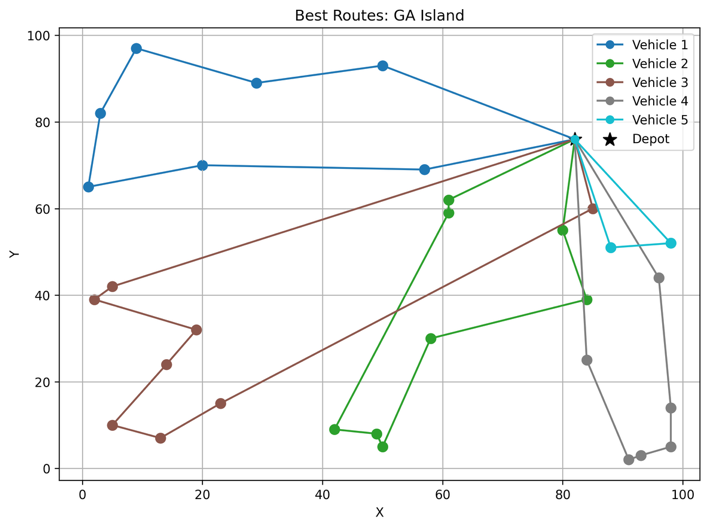 Best Routes: GA Island
100
80
60
40
20
0
Y
0 20 40 60 80 100
X
Vehicle 1
Vehicle 2
Vehicle 3
Vehicle 4
Vehicle 5
Depot